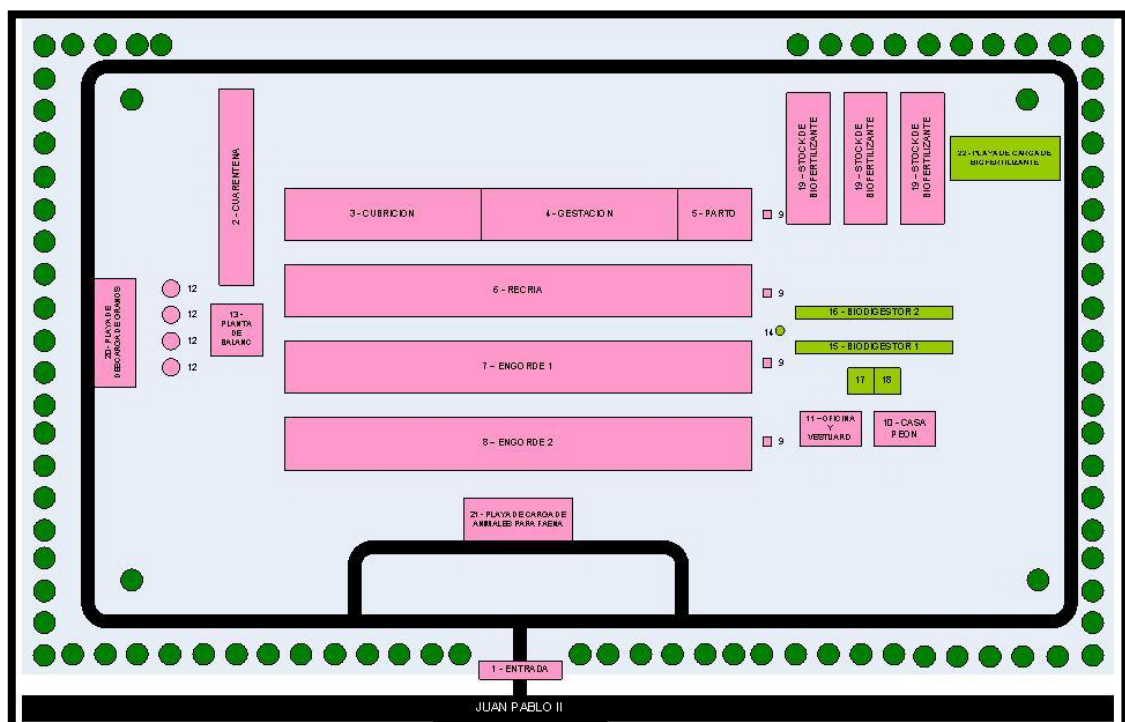 19 - STOCK DE
BIOFERTILIZANTE
19 - STOCK DE
BIOFERTILIZANTE
19 - STOCK DE
BIOFERTILIZANTE
22 - PLAYA DE CARGA DE
BIOFERTILIZANTE
2 - CUARENTENA
3 - CUBRICION
4 - GESTACION
5 - PARTO
9
20 - PLAYA DE
DESCARGA DE GRANOS
12
12
12
12
13 -
PLANTA
DE
BALANC
6 - RECRIA
9
16 - BIODIGESTOR 2
14
15 - BIODIGESTOR 1
7 - ENGORDE 1
9
17
18
11 - OFICINA
Y
VESTUARD
10 - CASA
PEON
8 - ENGORDE 2
9
21 - PLAYA DE CARGA DE
ANIMALES PARA FAENA
1 - ENTRADA
JUAN PABLO II